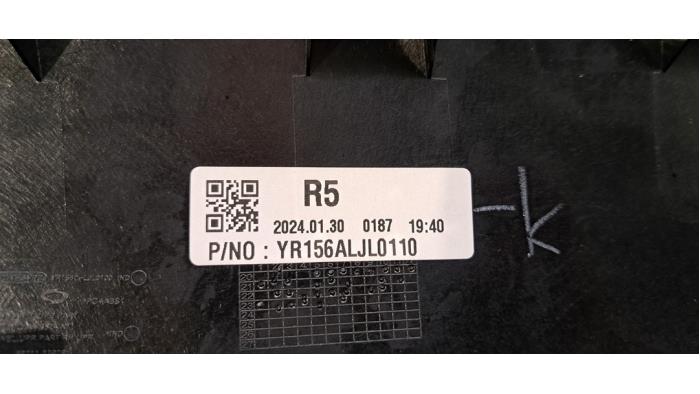 R5
2024.01.30 0187 19:40
P/NO : YR156ALJL0110
-k